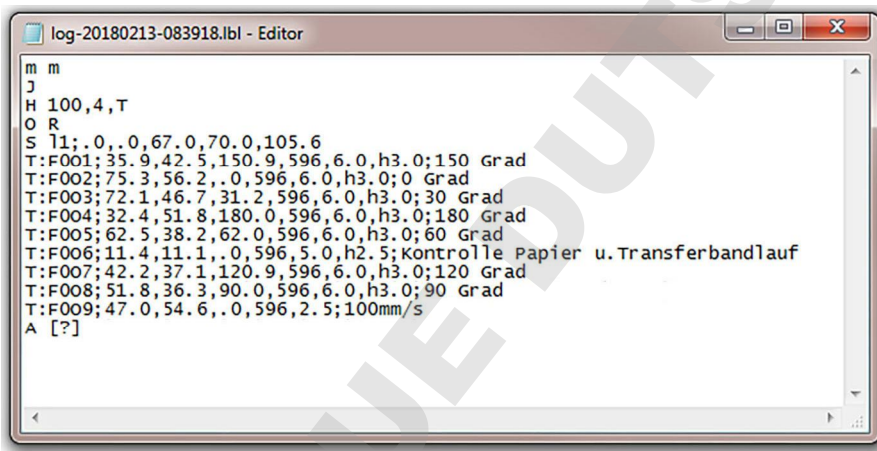 log-20180213-083918.lbl - Editor
m m
J
H 100,4,T
O R
S l1;.0,.0,67.0,70.0,105.6
T:F001;35.9,42.5,150.9,596,6.0,h3.0;150 Grad
T:F002;75.3,56.2,.0,596,6.0,h3.0;0 Grad
T:F003;72.1,46.7,31.2,596,6.0,h3.0;30 Grad
T:F004;32.4,51.8,180.0,596,6.0,h3.0;180 Grad
T:F005;62.5,38.2,62.0,596,6.0,h3.0;60 Grad
T:F006;11.4,11.1,.0,596,5.0,h2.5;Kontrolle Papier u.Transferbandlauf
T:F007;42.2,37.1,120.9,596,6.0,h3.0;120 Grad
T:F008;51.8,36.3,90.0,596,6.0,h3.0;90 Grad
T:F009;47.0,54.6,.0,596,2.5;100mm/s
A [?]
UE DUTS